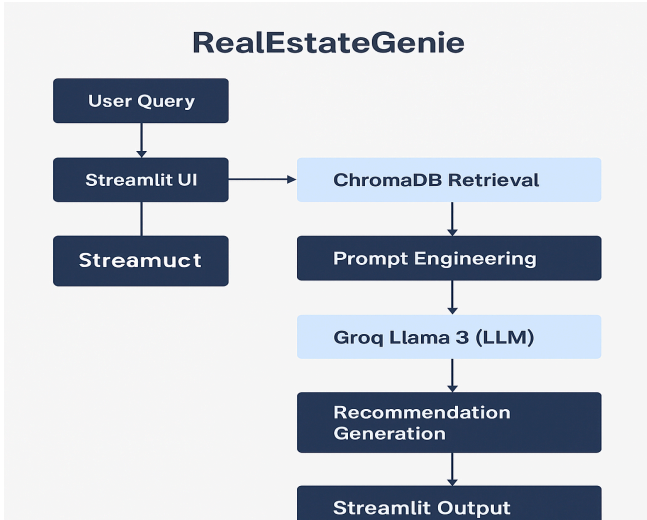 RealEstateGenie
User Query
Streamlit UI
Streamuct
ChromaDB Retrieval
Prompt Engineering
Groq Llama 3 (LLM)
Recommendation
Generation
Streamlit Output